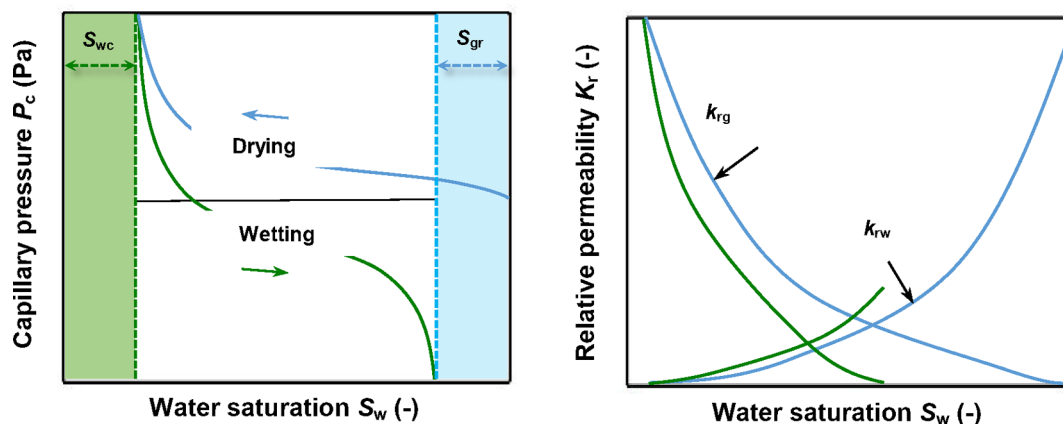 Capillary pressure Pc (Pa)
Swc
Sgr
Drying
Wetting
Water saturation Sw (-)
Relative permeability Kr (-)
krg
krw
Water saturation Sw (-)